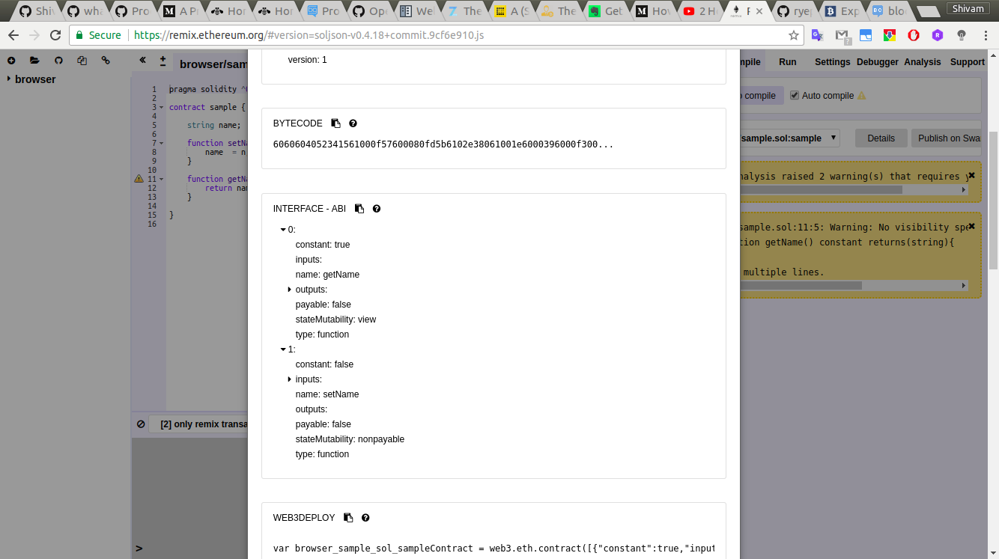 Shiv
wha
Pro
A P
Hor
Hor
Pro
Ope
Wel
The
A (S
The
Get
Hov
2 H
R
rye
Exp
blo
Shivam
Secure
https://remix.ethereum.org/#version=soljson-v0.4.18+commit.9cf6e910.js
browser
browser/sam
mpile
Run
Settings
Debugger
Analysis
Support
1 pragma solidity ^
2
3 contract sample {
4
5 string name;
6
7 function setNa
8 name = n
9 }
10
11 function getNa
12 return nam
13 }
14
15 }
16
[2] only remix transa
>
version: 1
BYTECODE
6060604052341561000f57600080fd5b6102e38061001e6000396000f300...
INTERFACE - ABI
0:
constant: true
inputs:
name: getName
outputs:
payable: false
stateMutability: view
type: function
1:
constant: false
inputs:
name: setName
outputs:
payable: false
stateMutability: nonpayable
type: function
WEB3DEPLOY
var browser_sample_sol_sampleContract = web3.eth.contract([{"constant":true,"input
compile
Auto compile
sample.sol:sample
Details
Publish on Swa
nalysis raised 2 warning(s) that requires y
sample.sol:11:5: Warning: No visibility spe
tion getName() constant returns(string){
multiple lines.